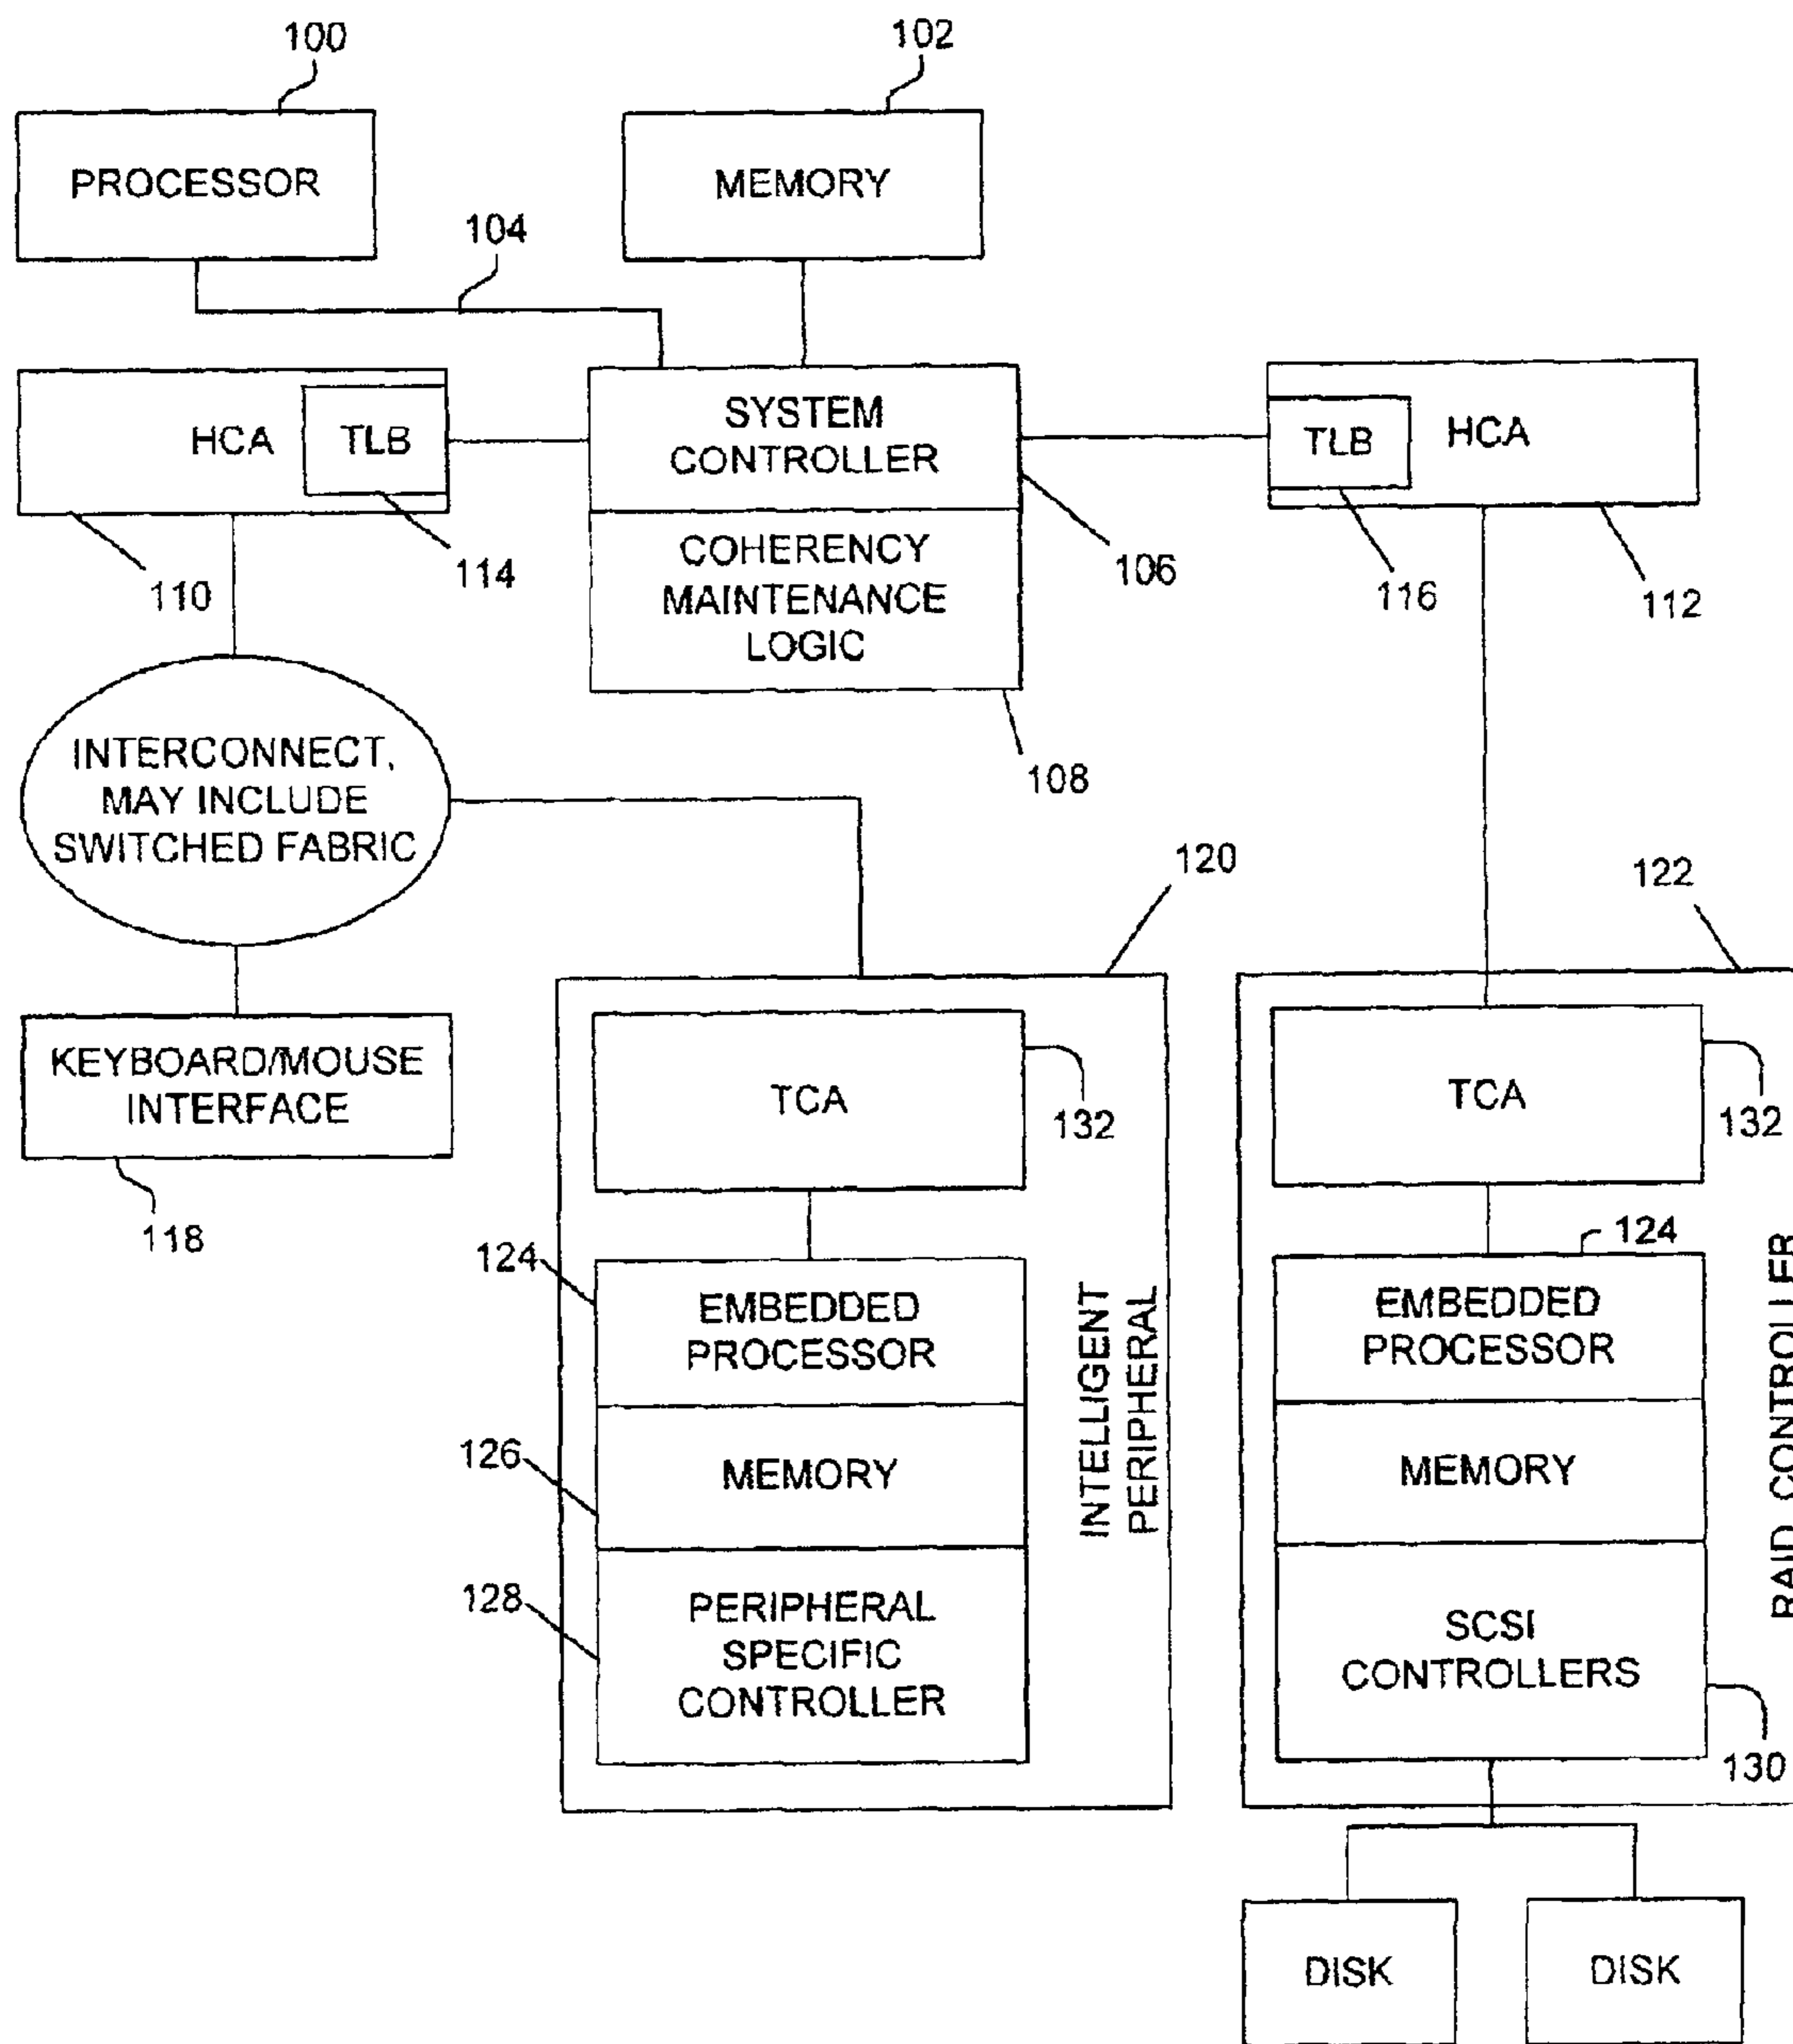 100
102
PROCESSOR
MEMORY
104
HCA
TLB
SYSTEM
CONTROLLER
TLB
HCA
COHERENCY
MAINTENANCE
LOGIC
110
114
106
116
112
108
INTERCONNECT,
MAY INCLUDE
SWITCHED FABRIC
120
122
KEYBOARD/MOUSE
INTERFACE
118
TCA
132
TCA
132
124
EMBEDDED
PROCESSOR
126
MEMORY
128
PERIPHERAL
SPECIFIC
CONTROLLER
INTELLIGENT
PERIPHERAL
124
EMBEDDED
PROCESSOR
MEMORY
SCSI
CONTROLLERS
130
RAID CONTROLLER
DISK
DISK